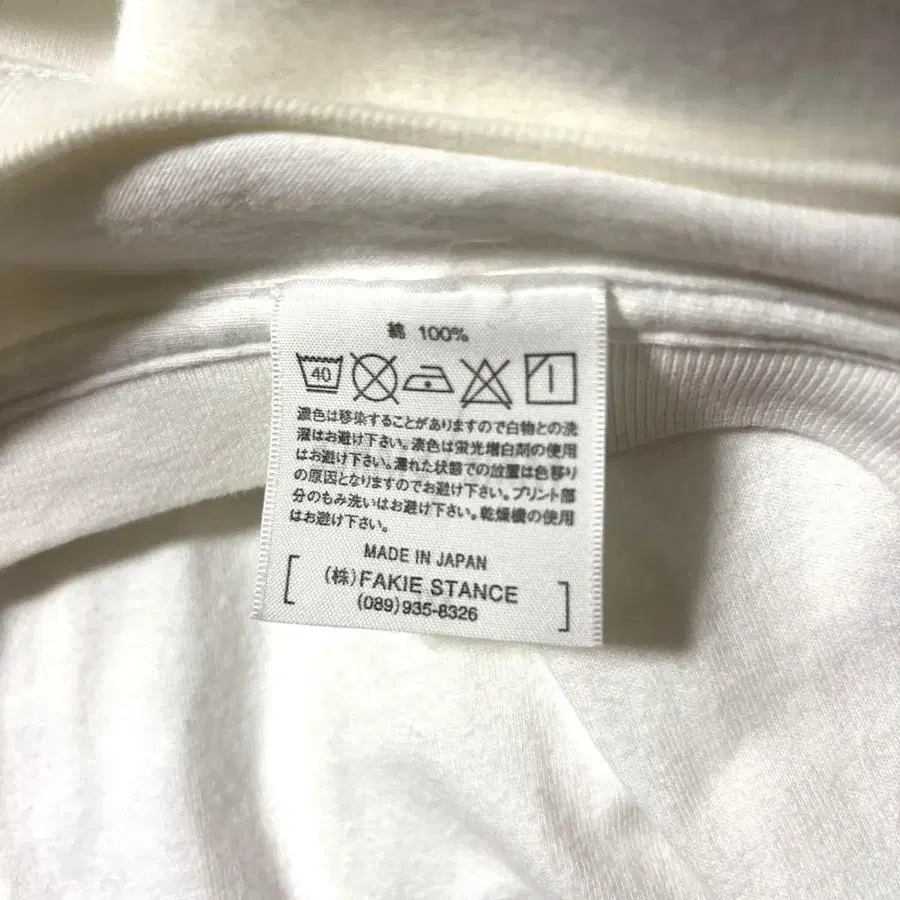 綿 100%
40
濃色は移染することがありますので白物との洗
濯はお避け下さい。淡色は蛍光増白剤の使用
はお避け下さい。濡れた状態での放置は色移り
の原因となりますのでお避け下さい。プリント部
分のもみ洗いはお避け下さい。乾燥機の使用
はお避け下さい。
MADE IN JAPAN
(株)FAKIE STANCE
(089)935-8326